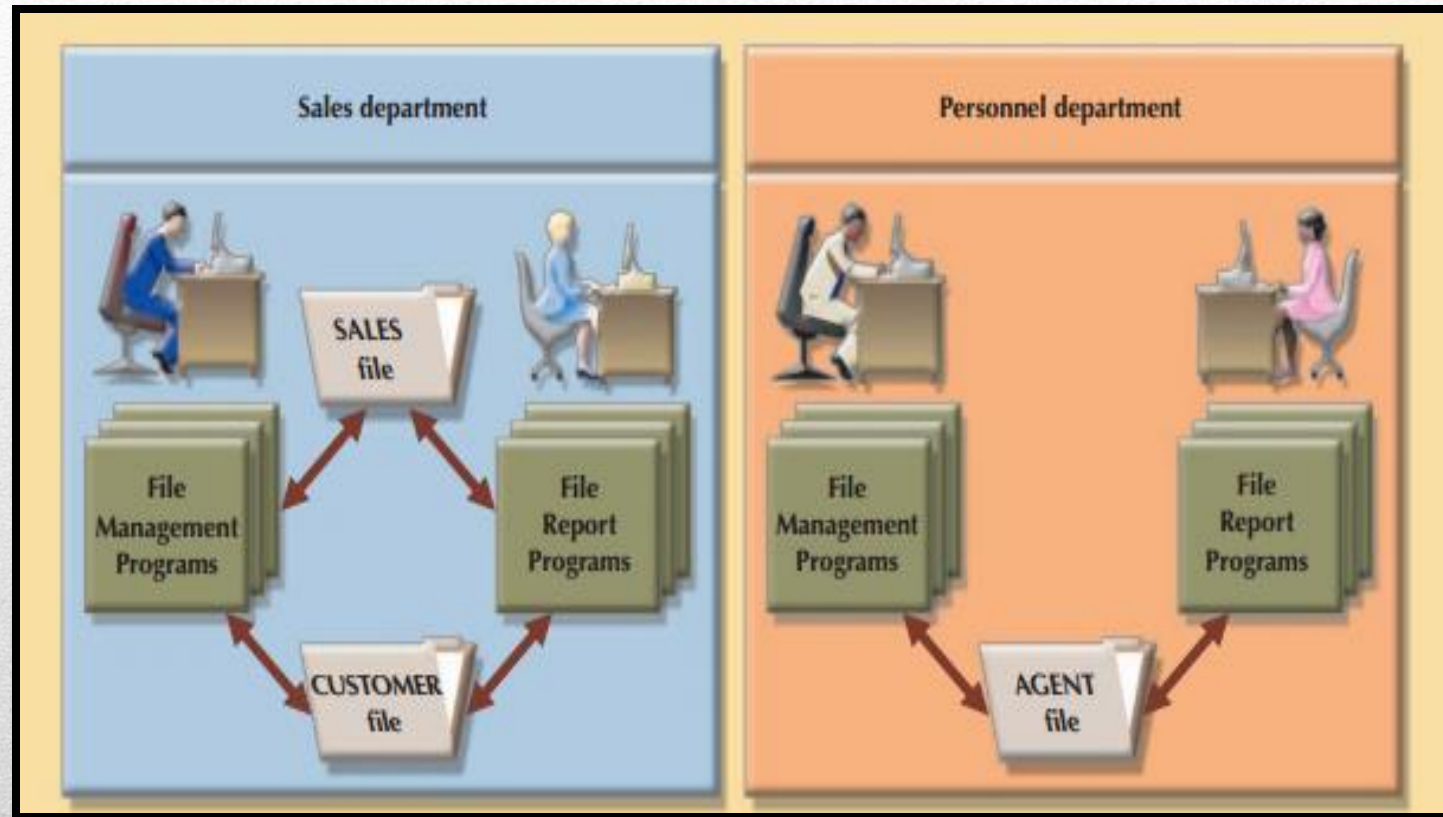 Sales department
Personnel department
SALES
file
File
Management
Programs
File
Report
Programs
CUSTOMER
file
File
Management
Programs
File
Report
Programs
AGENT
file